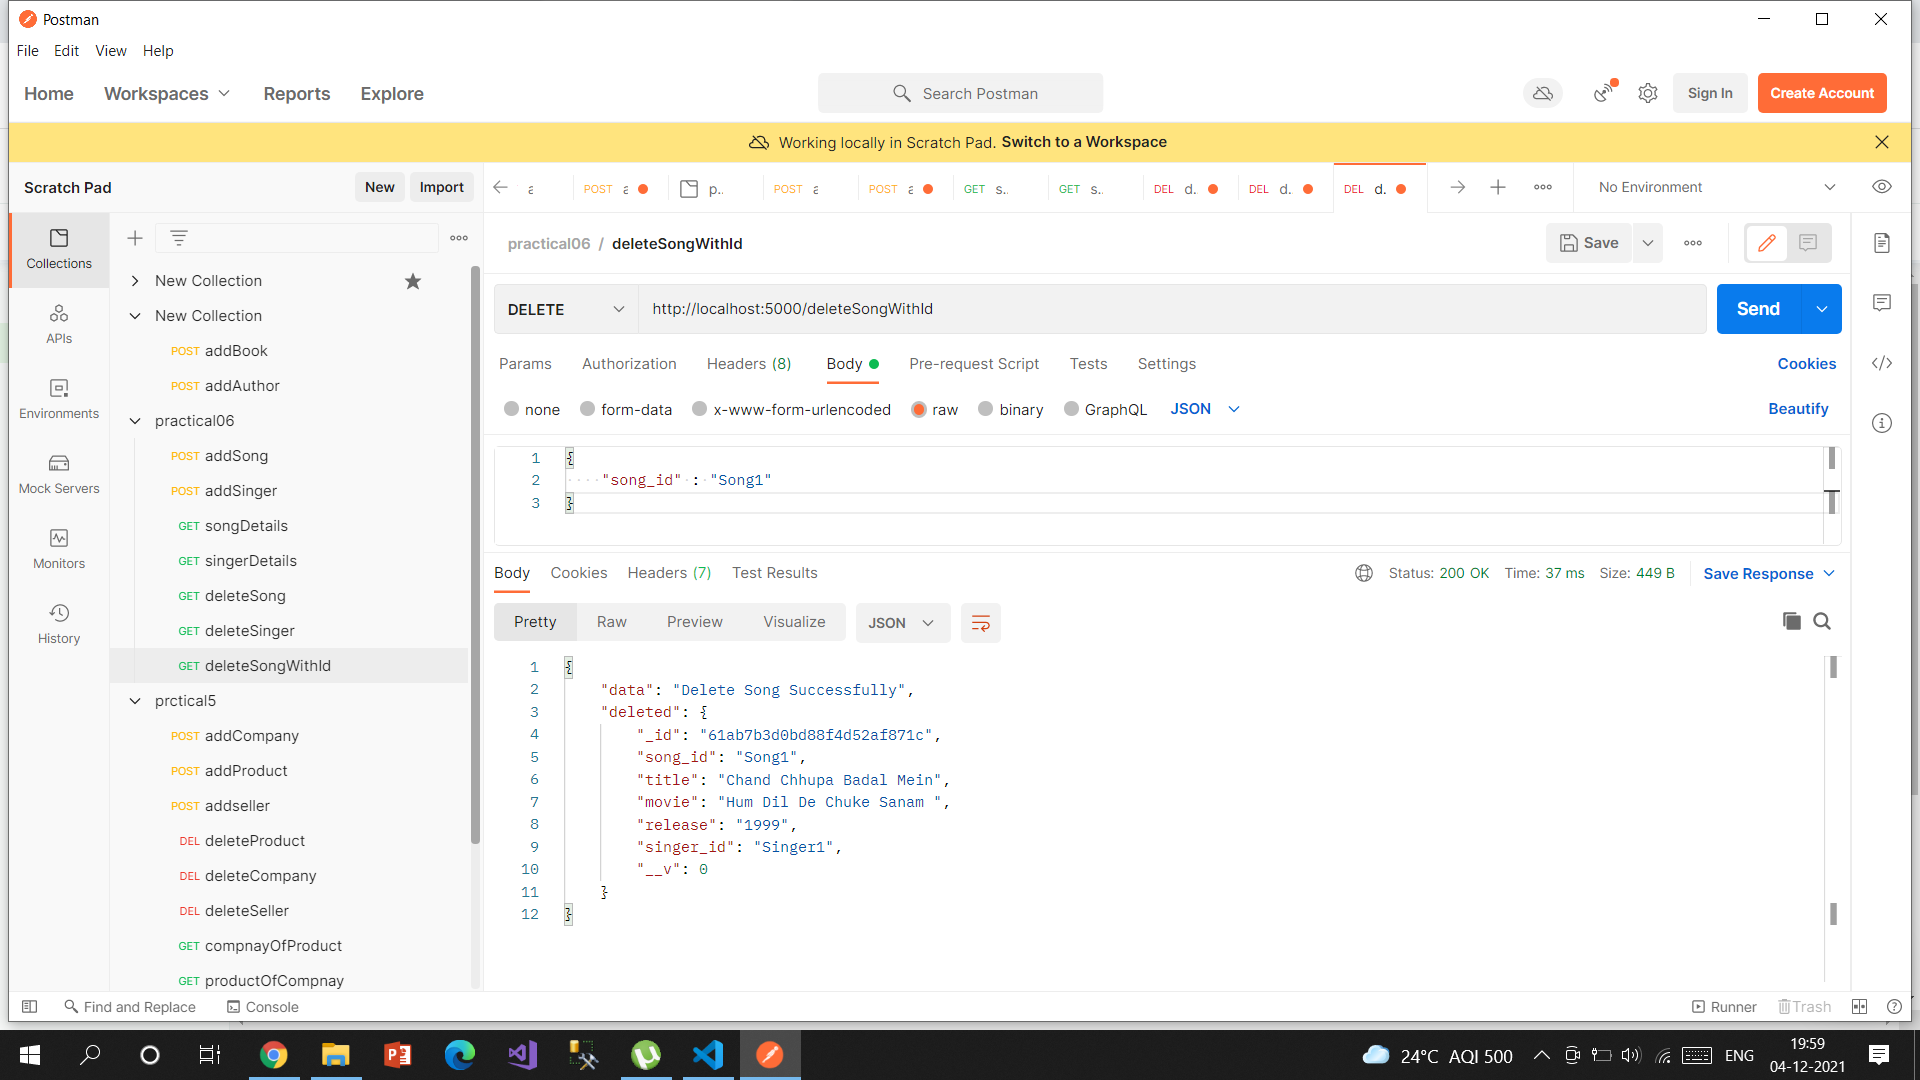 Postman
File Edit View Help
Home Workspaces Reports Explore
Search Postman
Sign In
Create Account
Working locally in Scratch Pad. Switch to a Workspace
Scratch Pad
New
Import
POST
POST
POST
GET s..
GET s..
DEL d.
DEL d.
DEL d.
No Environment
Collections
APIs
Environments
Mock Servers
Monitors
History
New Collection
New Collection
POST addBook
POST addAuthor
practical06
POST addSong
POST addSinger
GET songDetails
GET singerDetails
GET deleteSong
GET deleteSinger
GET deleteSongWithId
prctical5
POST addCompany
POST addProduct
POST addseller
DEL deleteProduct
DEL deleteCompany
DEL deleteSeller
GET compnayOfProduct
GET productOfCompnay
practical06 / deleteSongWithId
Save
DELETE
http://localhost:5000/deleteSongWithId
Send
Params Authorization Headers (8) Body Pre-request Script Tests Settings
Cookies
none form-data x-www-form-urlencoded raw binary GraphQL JSON
Beautify
1 {
2 "song_id" : "Song1"
3 }
Body Cookies Headers (7) Test Results
Status: 200 OK Time: 37 ms Size: 449 B
Save Response
Pretty Raw Preview Visualize JSON
1 {
2 "data": "Delete Song Successfully",
3 "deleted": {
4 "_id": "61ab7b3d0bd88f4d52af871c",
5 "song_id": "Song1",
6 "title": "Chand Chhupa Badal Mein",
7 "movie": "Hum Dil De Chuke Sanam ",
8 "release": "1999",
9 "singer_id": "Singer1",
10 "__v": 0
11 }
12 }
Find and Replace
Console
Runner
Trash
24°C AQI 500
ENG
19:59
04-12-2021